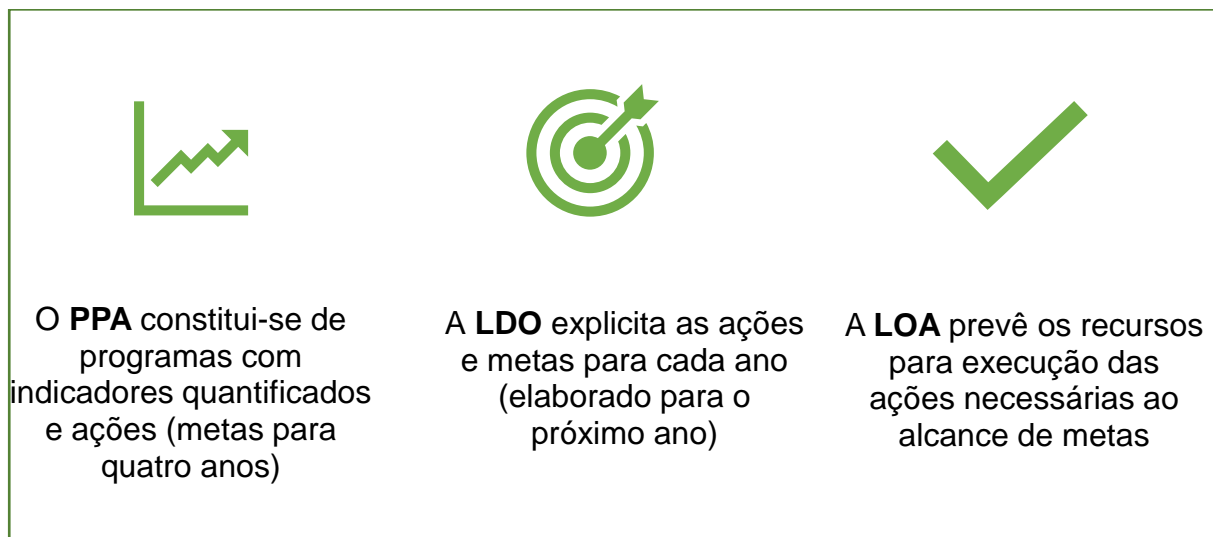 O PPA constitui-se de
programas com
indicadores quantificados
e ações (metas para
quatro anos)
A LDO explicita as ações
e metas para cada ano
(elaborado para o
próximo ano)
A LOA prevê os recursos
para execução das
ações necessárias ao
alcance de metas